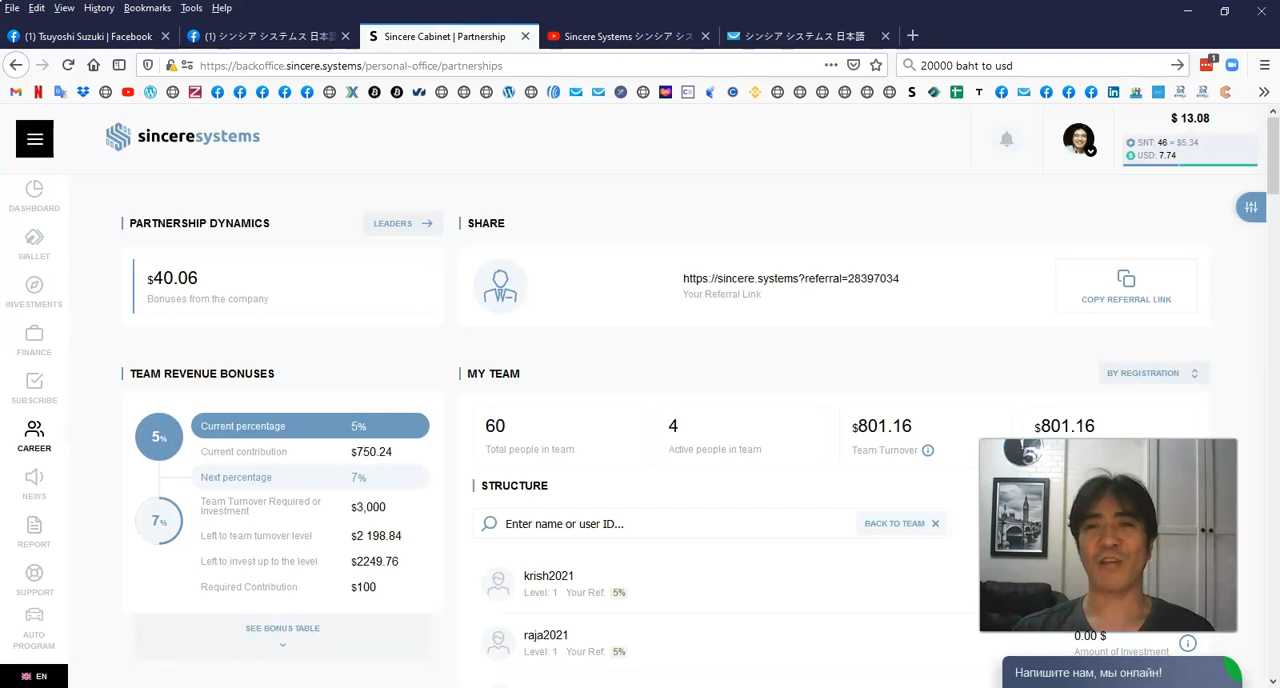 File Edit View History Bookmarks Tools Help
(1) Tsuyoshi Suzuki | Facebook
(1) シンシア システムス 日本語
Sincere Cabinet | Partnership
Sincere Systems シンシア シス
シンシア システムス 日本語
https://backoffice.sincere.systems/personal-office/partnerships
20000 baht to usd
sinceresystems
$ 13.08
SNT: 46 = $5.34
USD: 7.74
DASHBOARD
WALLET
INVESTMENTS
FINANCE
SUBSCRIBE
CAREER
NEWS
REPORT
SUPPORT
AUTO
PROGRAM
EN
PARTNERSHIP DYNAMICS
LEADERS
$40.06
Bonuses from the company
SHARE
https://sincere.systems?referral=28397034
Your Referral Link
COPY REFERRAL LINK
TEAM REVENUE BONUSES
5%
Current percentage 5%
Current contribution $750.24
Next percentage 7%
7%
Team Turnover Required or
Investment $3,000
Left to team turnover level $2 198.84
Left to invest up to the level $2249.76
Required Contribution $100
SEE BONUS TABLE
MY TEAM
BY REGISTRATION
60
Total people in team
4
Active people in team
$801.16
Team Turnover
$801.16
STRUCTURE
Enter name or user ID...
BACK TO TEAM
krish2021
Level: 1 Your Ref: 5%
raja2021
Level: 1 Your Ref: 5%
0.00 $
Amount of Investment
Напишите нам, мы онлайн!